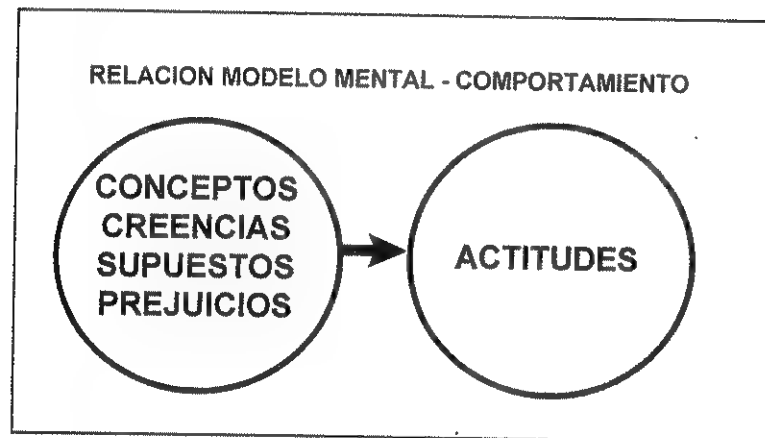 RELACION MODELO MENTAL - COMPORTAMIENTO
CONCEPTOS
CREENCIAS
SUPUESTOS
PREJUICIOS
ACTITUDES